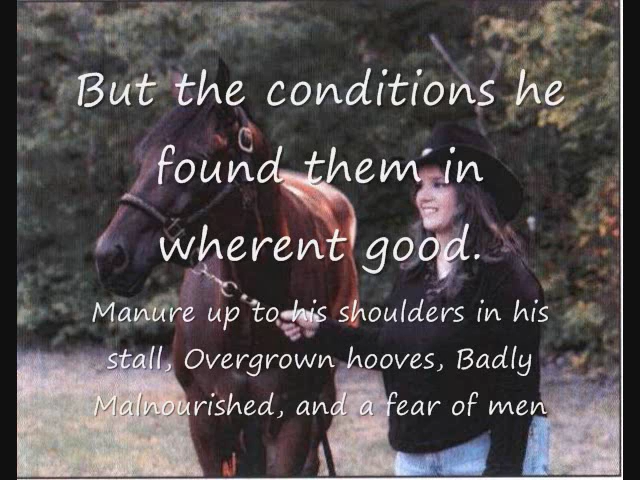 But the conditions he
found them in
wherent good.
Manure up to his shoulders in his
stall, Overgrown hooves, Badly
Malnourished, and a fear of men